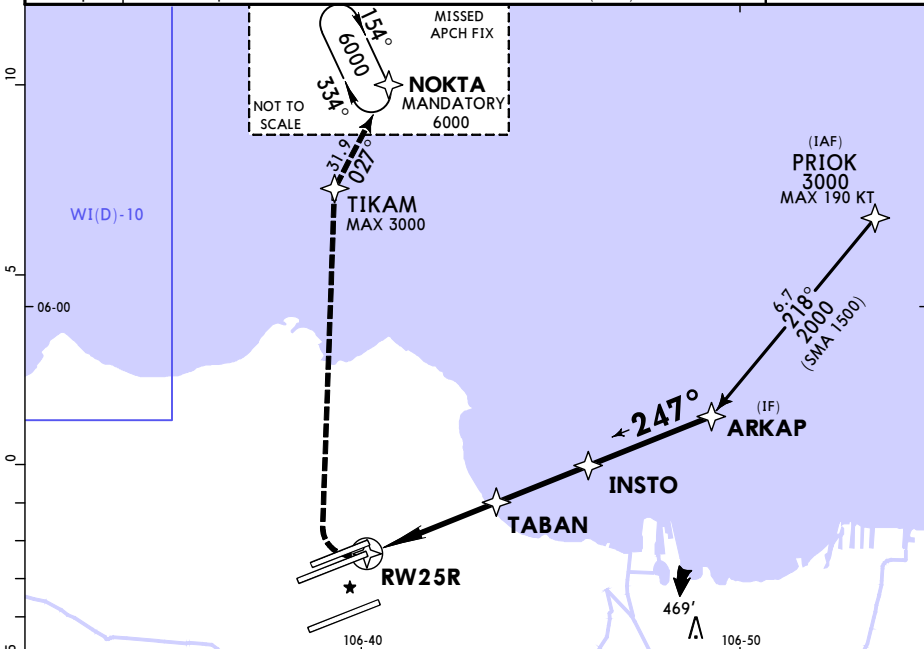 MISSED
APCH FIX
154°
6000
334°
NOKTA
MANDATORY
6000
NOT TO
SCALE
10
31.9
027°
TIKAM
MAX 3000
(IAF)
PRIOK
3000
MAX 190 KT
WI(D)-10
5
06-00
6.7
218°
2000
(SMA 1500)
247°
(IF)
ARKAP
0
INSTO
TABAN
RW25R
469'
5
106-40
106-50